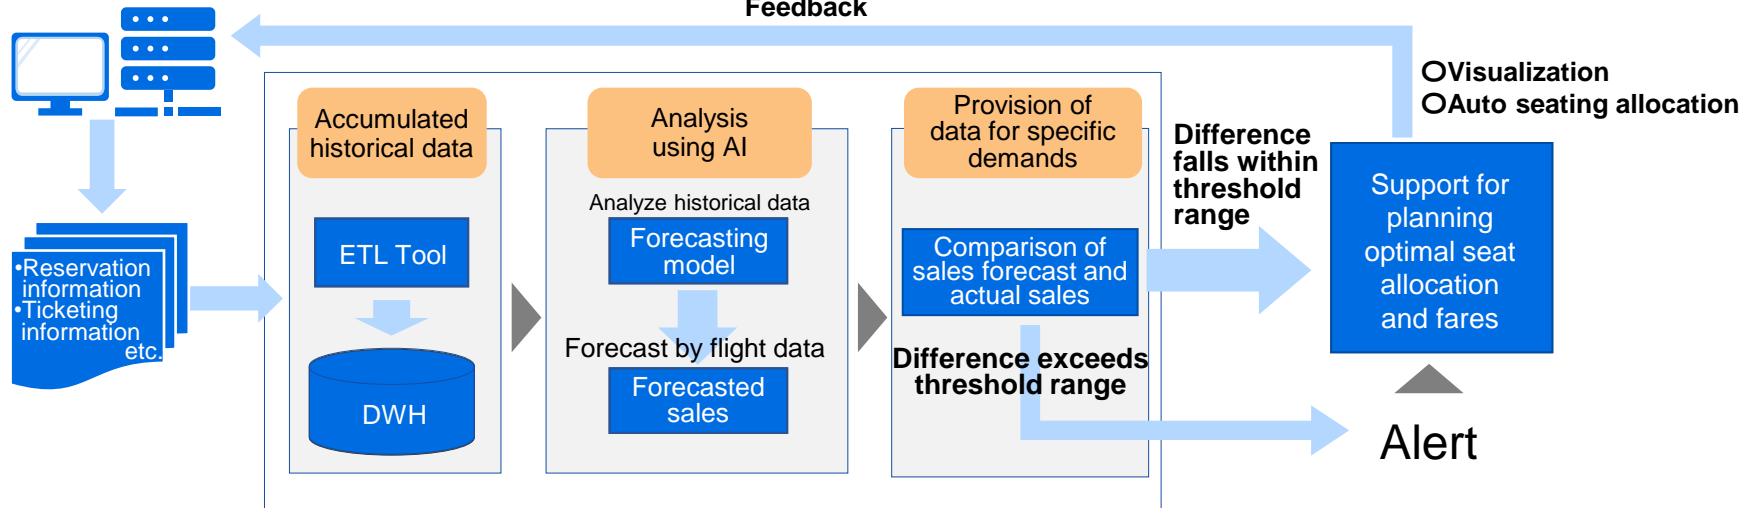 Feedback
〇Visualization
〇Auto seating allocation
Accumulated
historical data
Analysis
using AI
Provision of
data for specific
demands
Difference
falls within
threshold
range
Support for
planning
optimal seat
allocation
and fares
•Reservation
information
•Ticketing
information
etc.
ETL Tool
DWH
Analyze historical data
Forecasting
model
Forecast by flight data
Forecasted
sales
Comparison of
sales forecast and
actual sales
Difference exceeds
threshold range
Alert